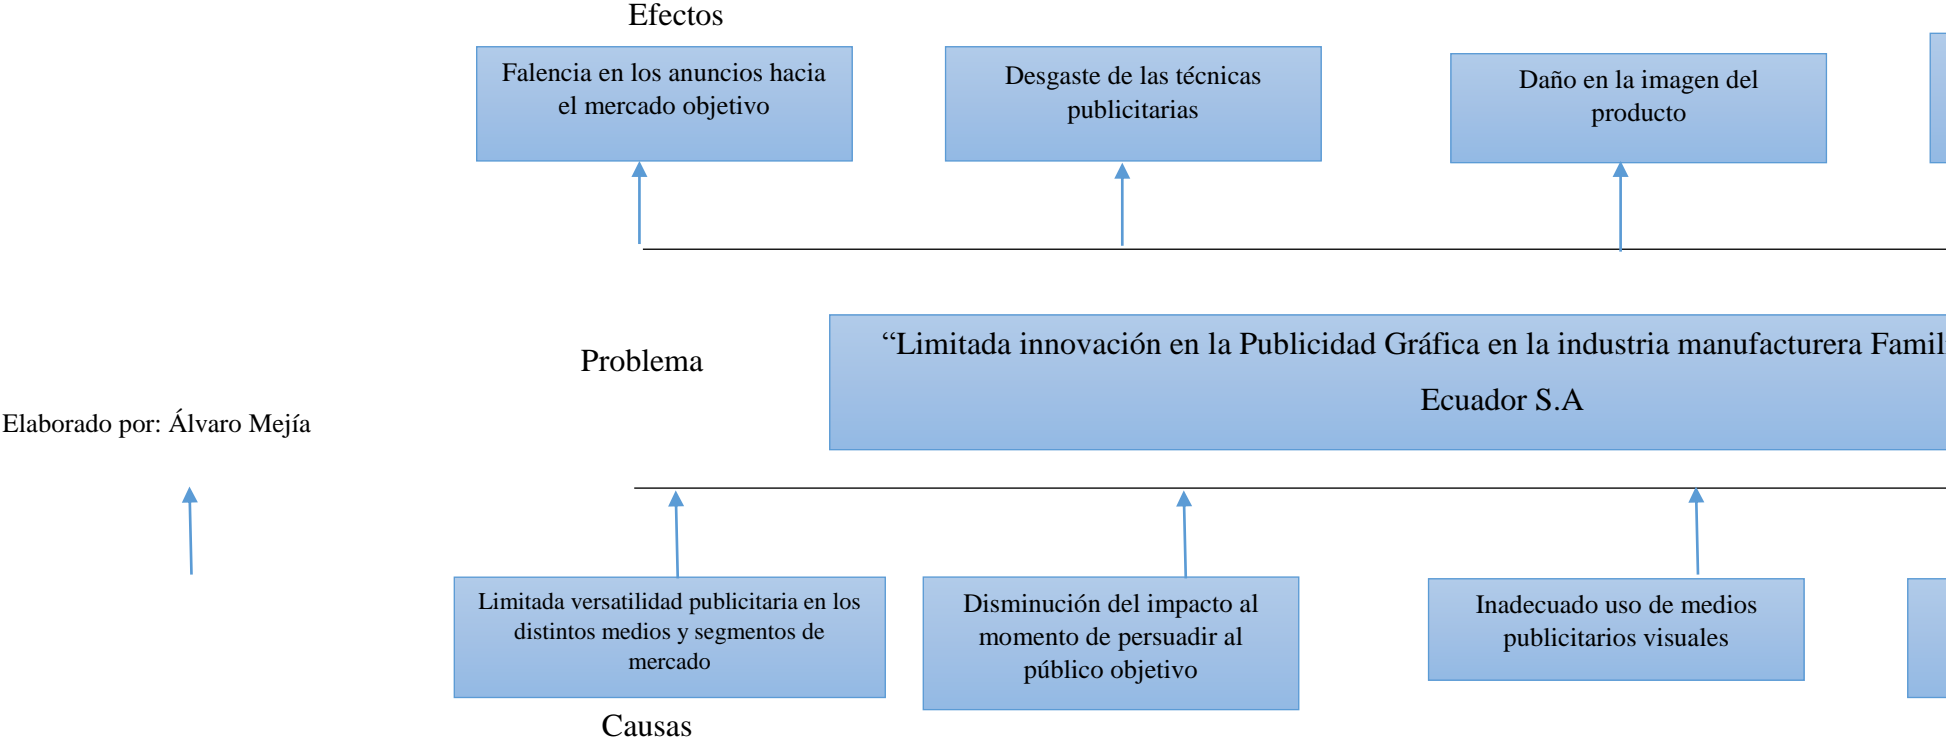 Efectos
Falencia en los anuncios hacia
el mercado objetivo
Desgaste de las técnicas
publicitarias
Daño en la imagen del
producto
Problema
“Limitada innovación en la Publicidad Gráfica en la industria manufacturera Famil
Ecuador S.A
Elaborado por: Álvaro Mejía
Limitada versatilidad publicitaria en los
distintos medios y segmentos de
mercado
Disminución del impacto al
momento de persuadir al
público objetivo
Inadecuado uso de medios
publicitarios visuales
Causas